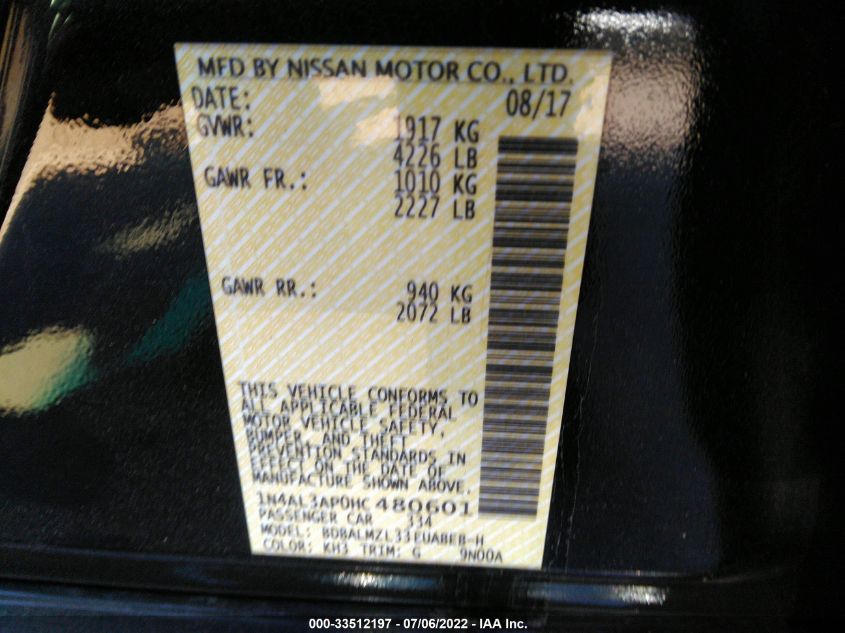 MFD BY NISSAN MOTOR CO., LTD.
DATE: 08/17
GVWR: 1917 KG
4226 LB
GAWR FR.: 1010 KG
2227 LB
GAWR RR.: 940 KG
2072 LB
THIS VEHICLE CONFORMS TO
ALL APPLICABLE FEDERAL
MOTOR VEHICLE SAFETY,
BUMPER, AND THEFT
PREVENTION STANDARDS IN
EFFECT ON THE DATE OF
MANUFACTURE SHOWN ABOVE.
1N4AL3AP0HC480601
PASSENGER CAR 334
MODEL: BDBALMZL33EUABEB-H
COLOR: KH3 TRIM: G 9N00A
000-33512197 - 07/06/2022 - IAA Inc.